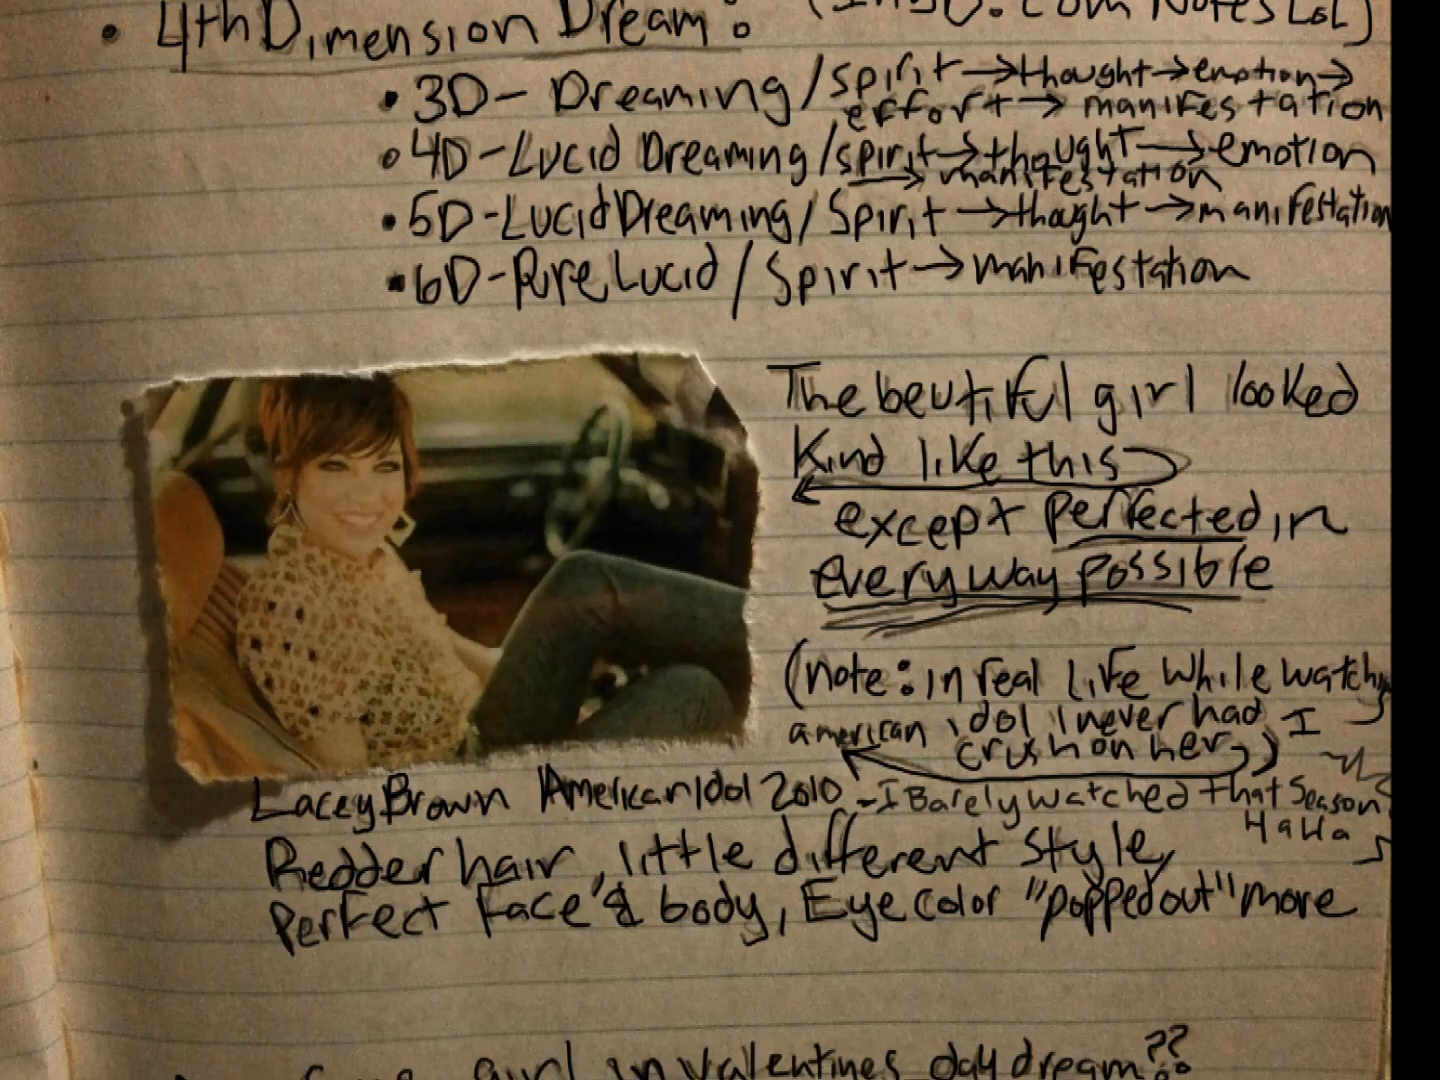 • 4th Dimension Dream: (In5D.com Notes LOL)
• 3D- Dreaming/spirit→thought→emotion→
effort→ manifestation
• 4D-Lucid Dreaming/spirit→thought→emotion
→ manifestation
• 5D-Lucid Dreaming/Spirit→thought→manifestation
• 6D-Pure Lucid/Spirit→manifestation
The beutiful girl looked
Kind like this
except perfected in
every way possible
(note: in real life while watchng
american idol i never had I
crush on her)
Lacey Brown American Idol 2010 -I Barely watched that Season
HaHa
Redder hair, little different style,
Perfect Face & body, Eye color "popped out" more
girl in valentines day dream??